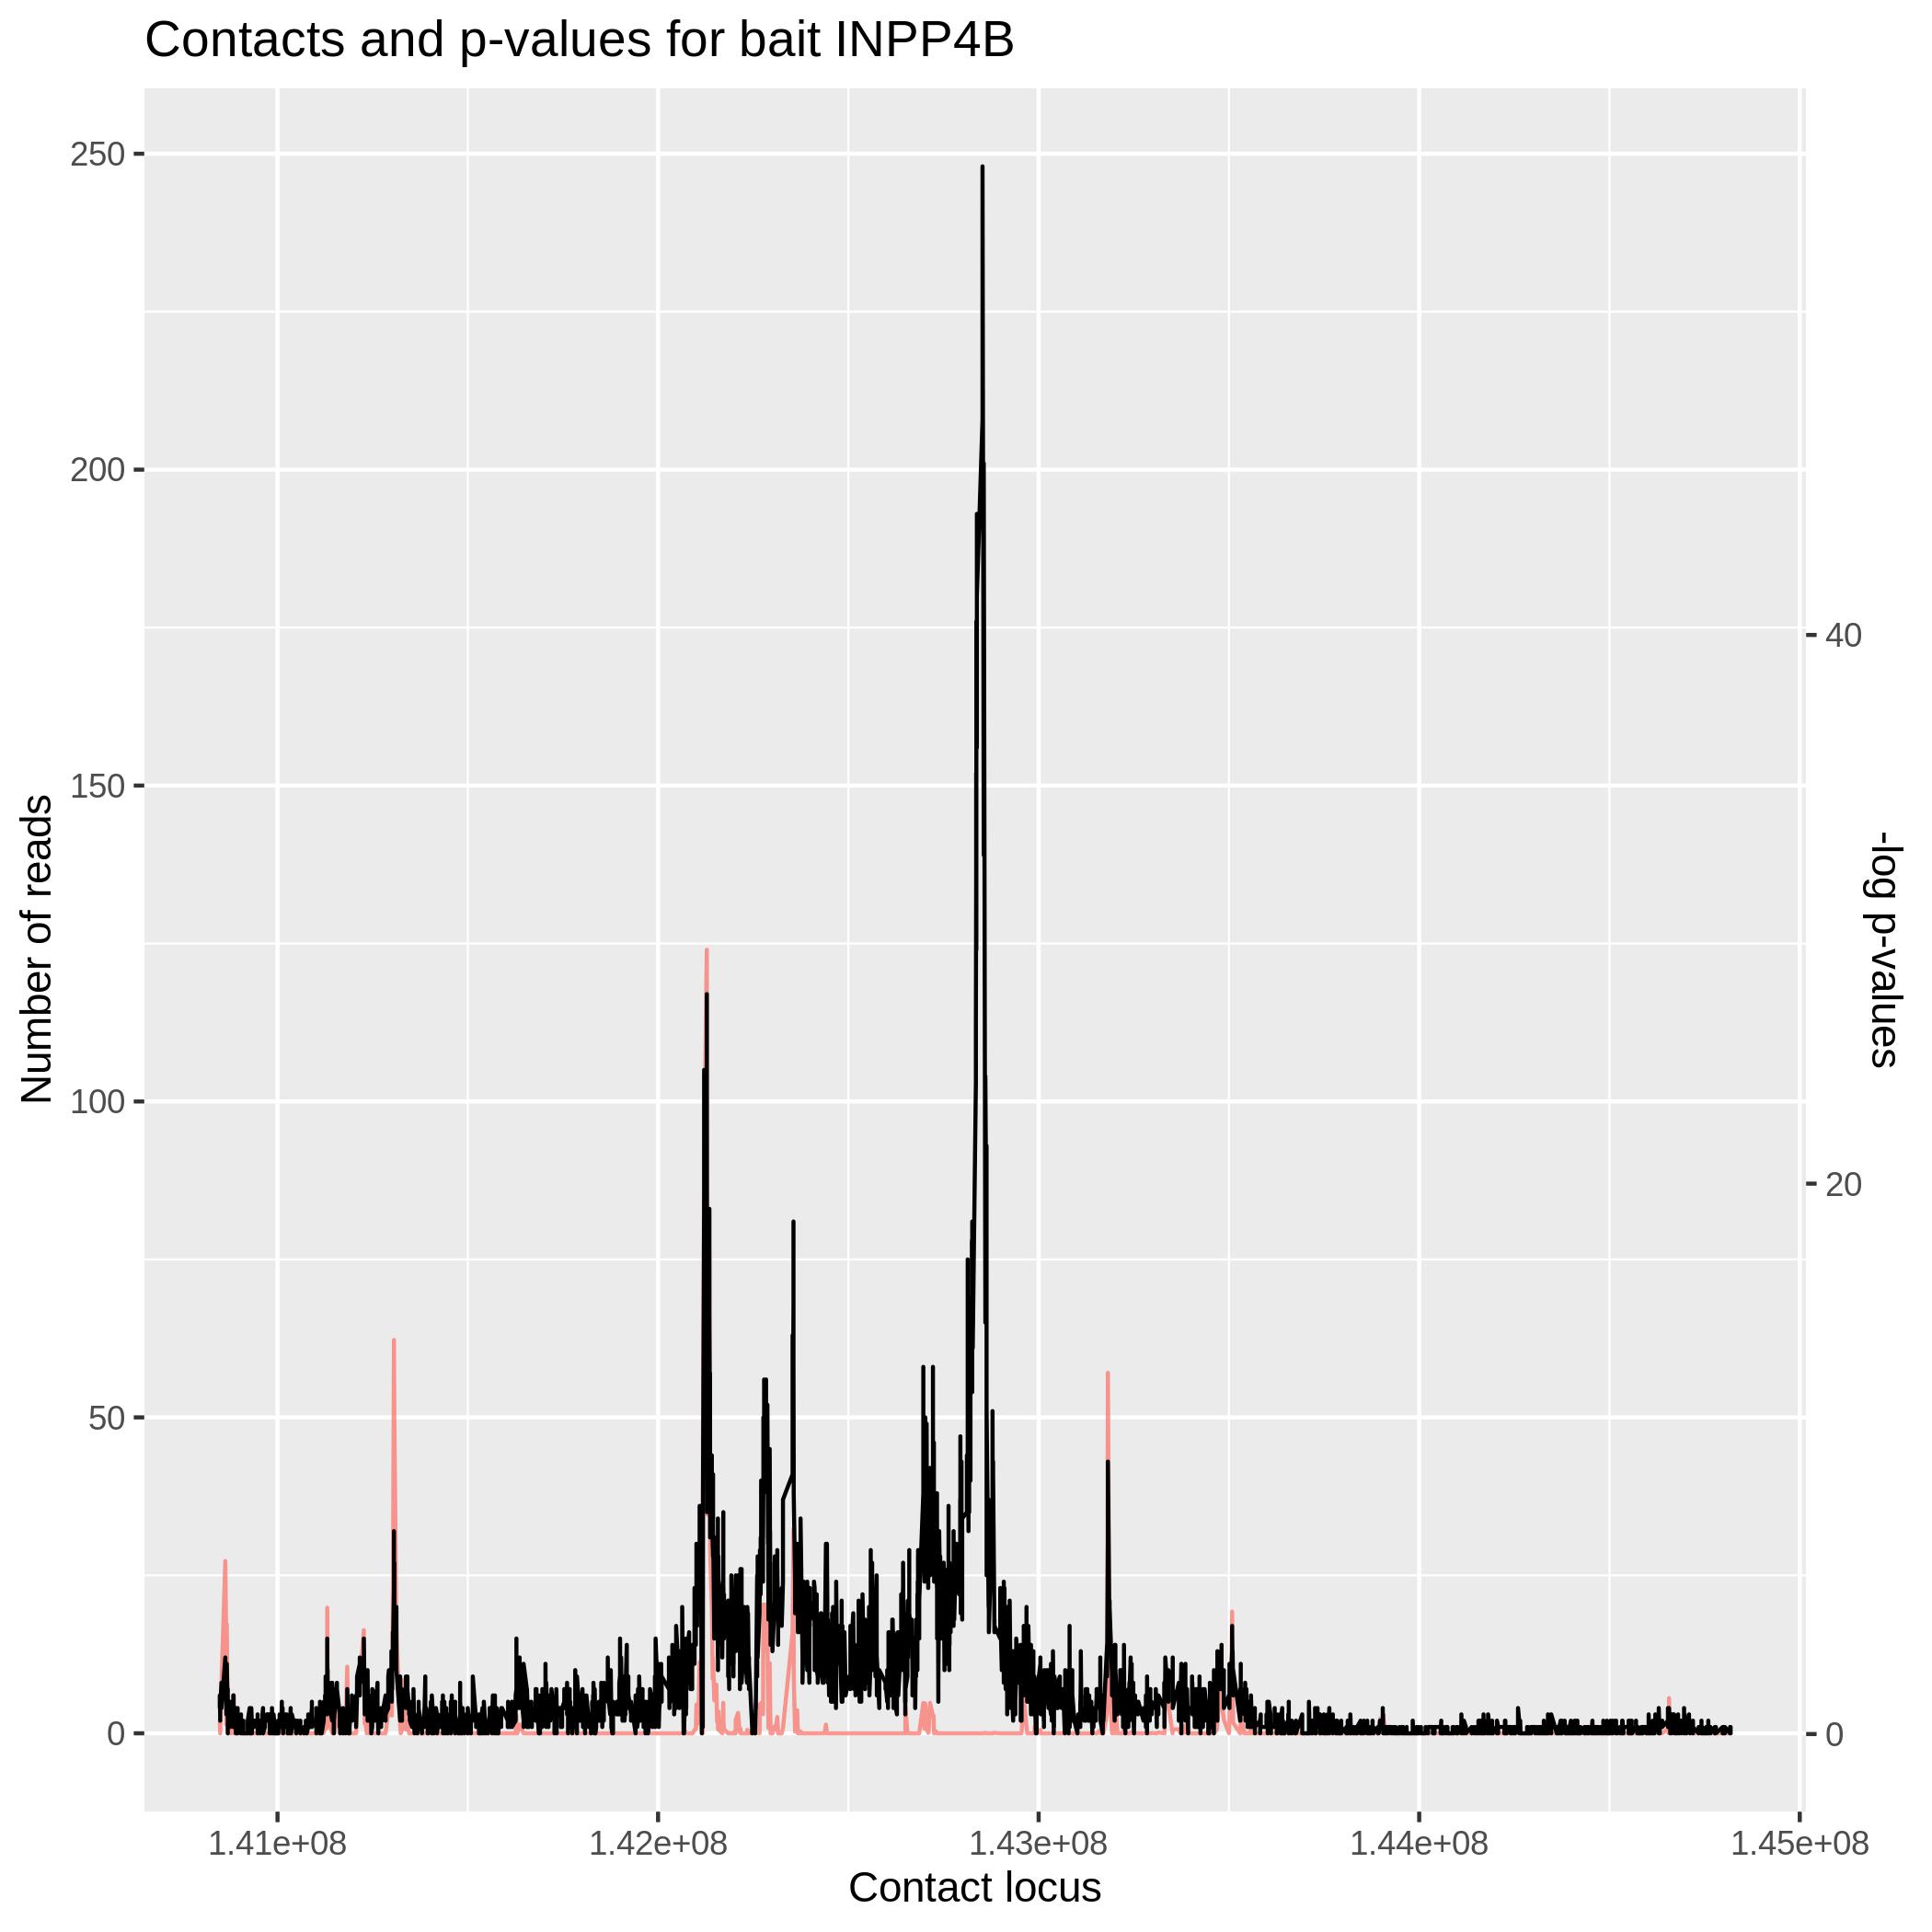 Contacts and p-values for bait INPP4B
250
200
150
100
50
0
Number of reads
40
20
0
-log p-values
1.41e+08
1.42e+08
1.43e+08
1.44e+08
1.45e+08
Contact locus